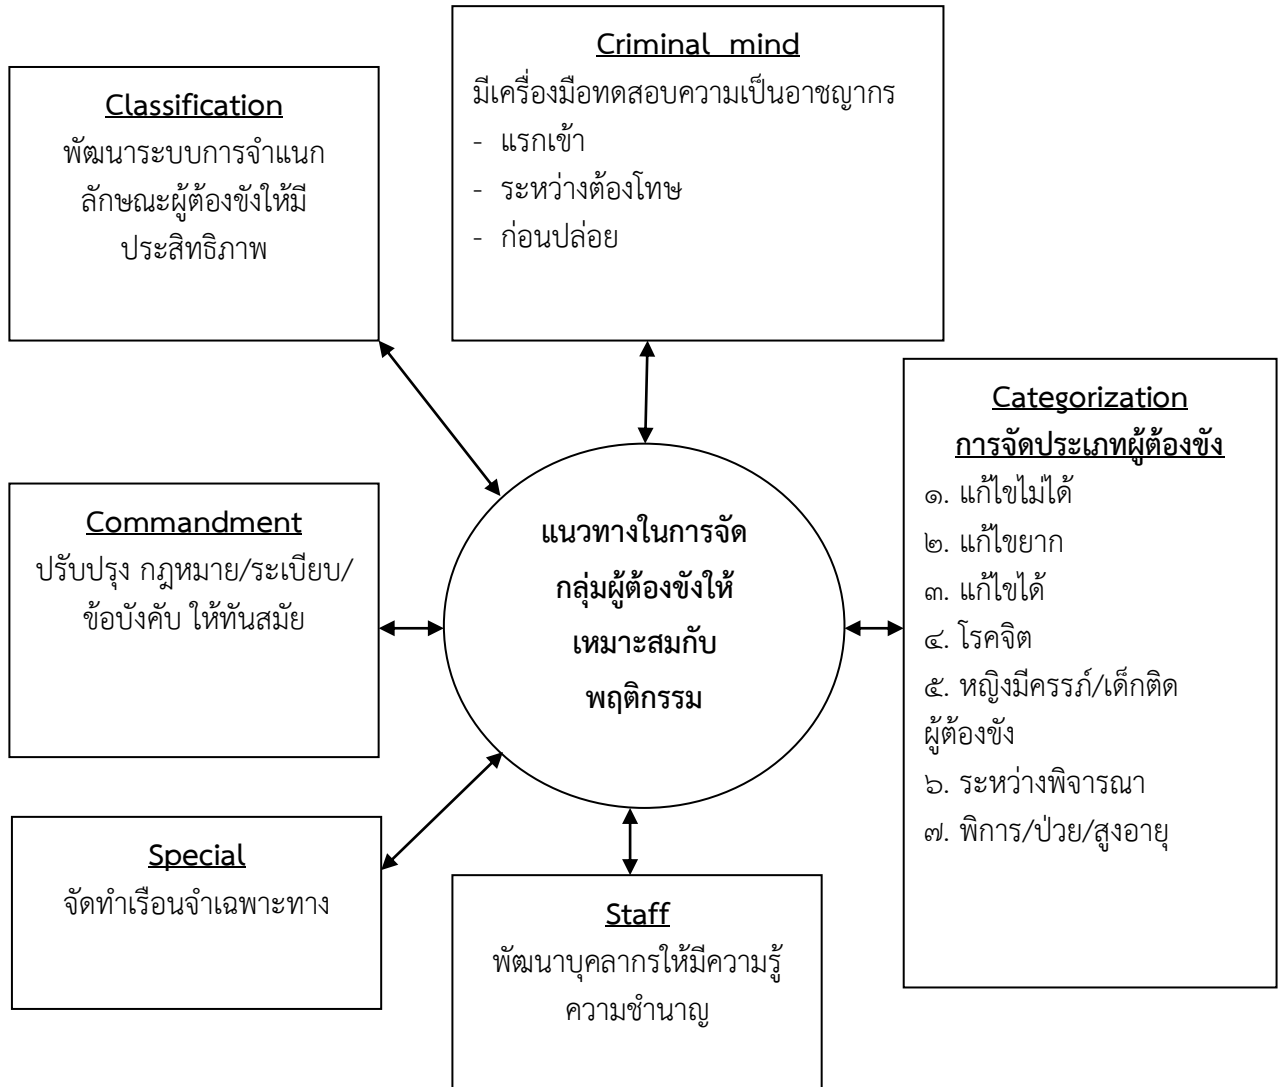 Criminal mind
มีเครื่องมือทดสอบความเป็นอาชญากร
- แรกเข้า
- ระหว่างต้องโทษ
- ก่อนปล่อย
Classification
พัฒนาระบบการจำแนก
ลักษณะผู้ต้องขังให้มี
ประสิทธิภาพ
Categorization
การจัดประเภทผู้ต้องขัง
๑. แก้ไขไม่ได้
๒. แก้ไขยาก
๓. แก้ไขได้
๔. โรคจิต
๕. หญิงมีครรภ์/เด็กติด
ผู้ต้องขัง
๖. ระหว่างพิจารณา
๗. พิการ/ป่วย/สูงอายุ
Commandment
ปรับปรุง กฎหมาย/ระเบียบ/
ข้อบังคับ ให้ทันสมัย
แนวทางในการจัด
กลุ่มผู้ต้องขังให้
เหมาะสมกับ
พฤติกรรม
Special
จัดทำเรือนจำเฉพาะทาง
Staff
พัฒนาบุคลากรให้มีความรู้
ความชำนาญ